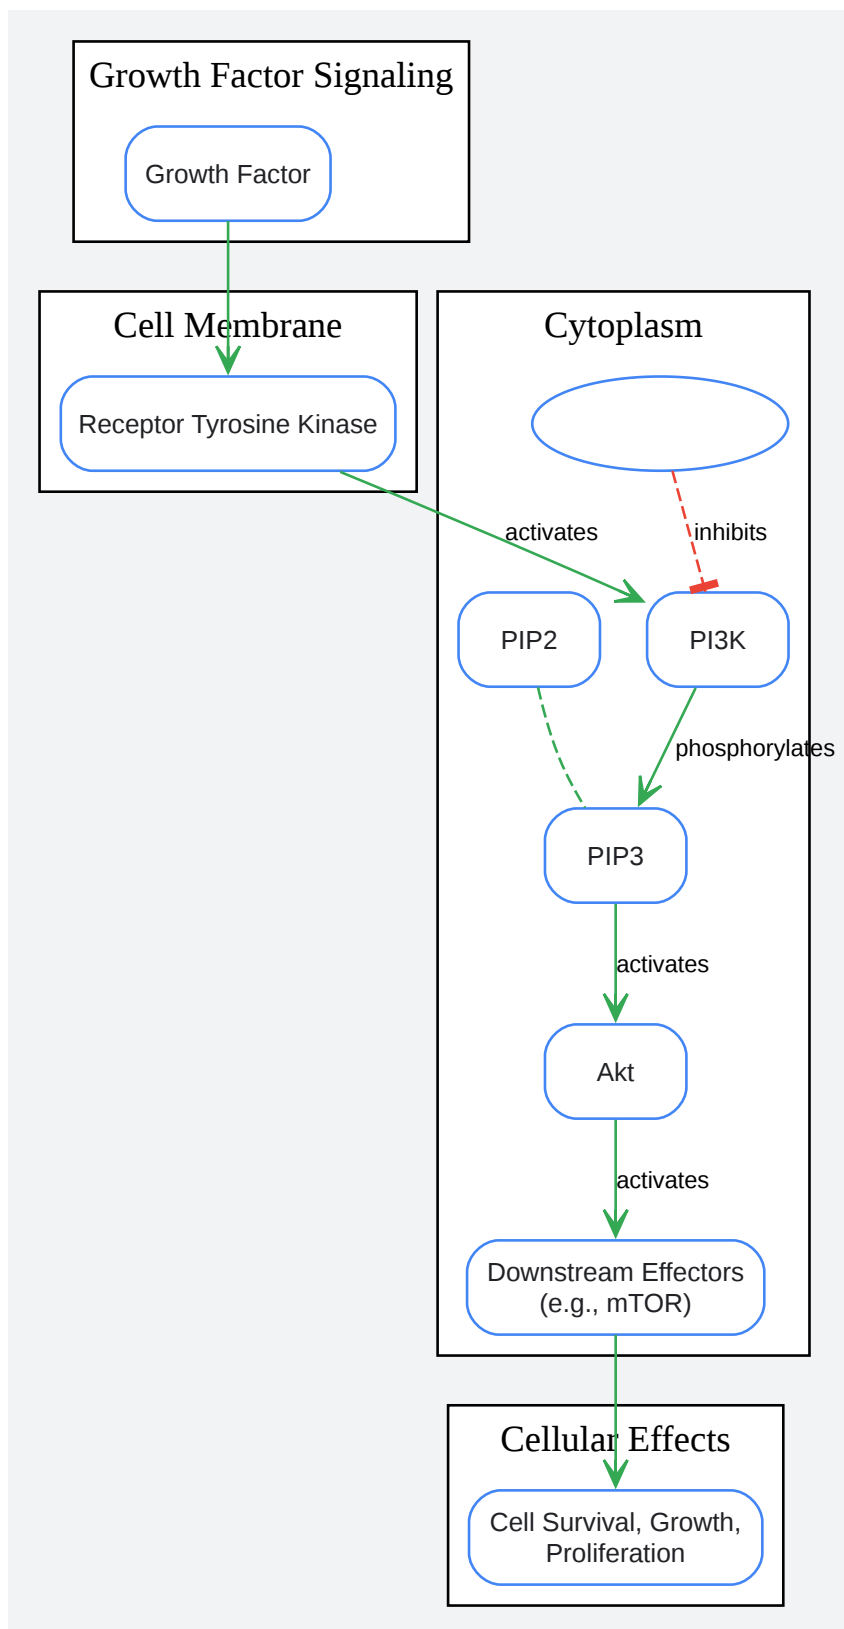 Growth Factor Signaling
Growth Factor
Cell Membrane
Receptor Tyrosine Kinase
Cytoplasm
activates
inhibits
PIP2
PI3K
phosphorylates
PIP3
activates
Akt
activates
Downstream Effectors
(e.g., mTOR)
Cellular Effects
Cell Survival, Growth,
Proliferation